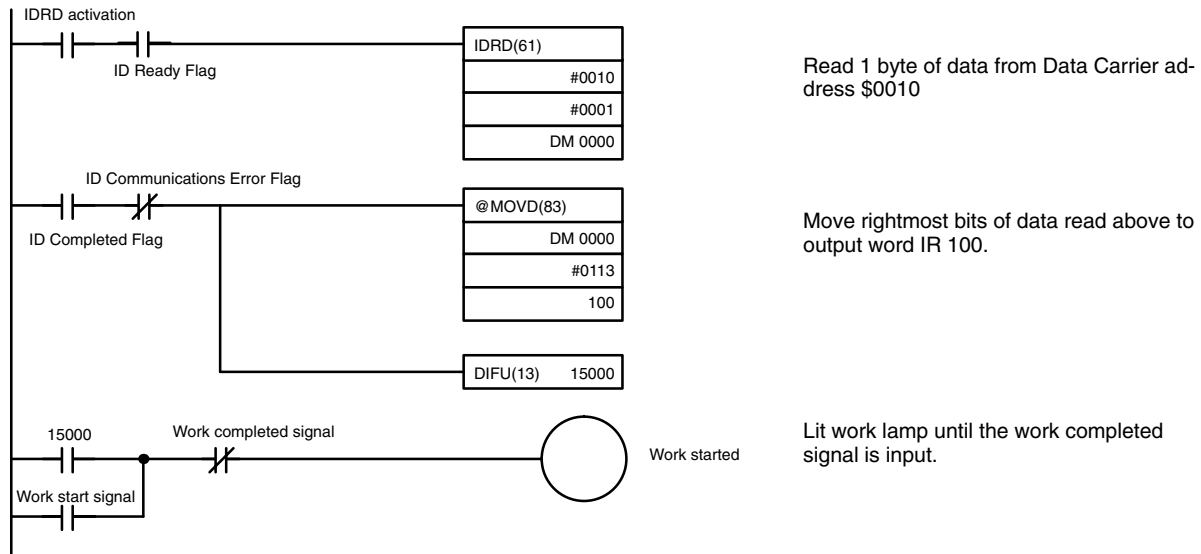 IDRD activation
ID Ready Flag
IDRD(61)
#0010
#0001
DM 0000
Read 1 byte of data from Data Carrier ad-
dress $0010
ID Communications Error Flag
ID Completed Flag
@MOVD(83)
DM 0000
#0113
100
Move rightmost bits of data read above to
output word IR 100.
DIFU(13) 15000
15000
Work completed signal
Work start signal
Work started
Lit work lamp until the work completed
signal is input.